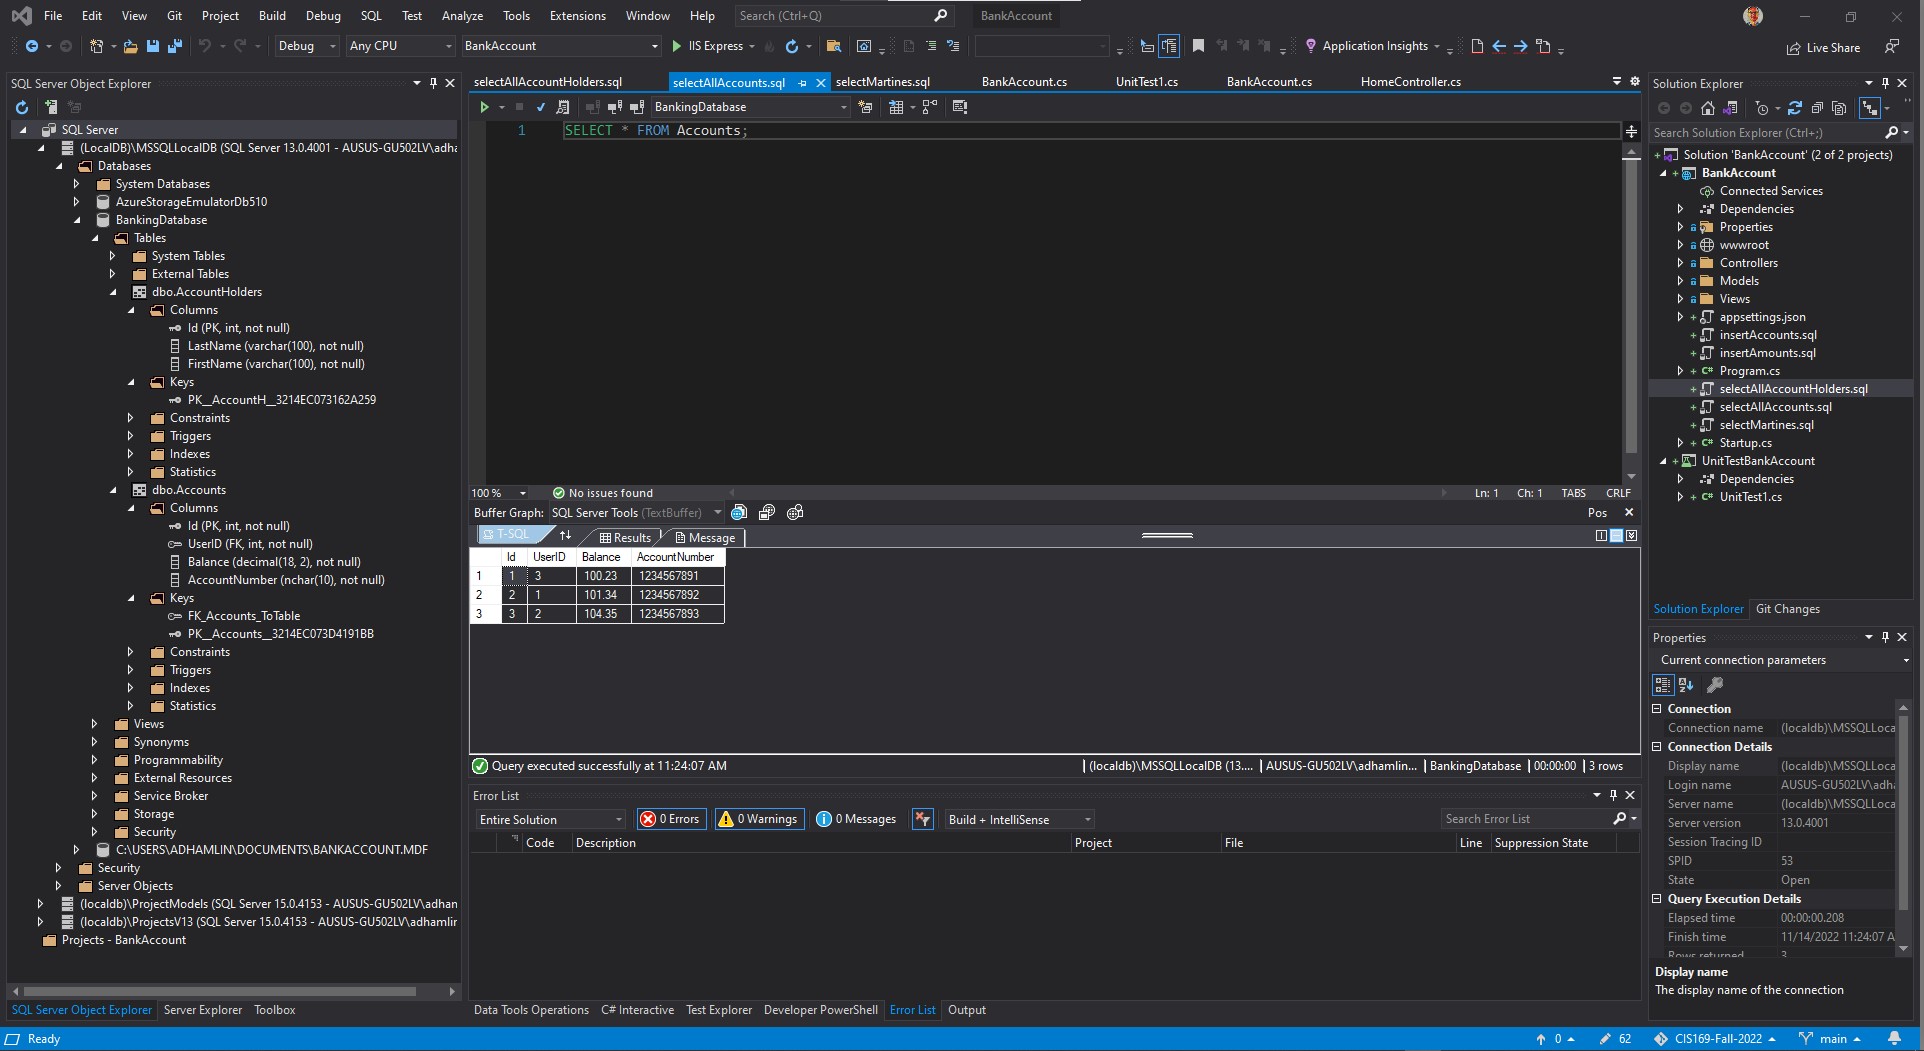 File Edit View Git Project Build Debug SQL Test Analyze Tools Extensions Window Help Search (Ctrl+Q) BankAccount
Debug Any CPU BankAccount IIS Express Application Insights Live Share
SQL Server Object Explorer
SQL Server
(LocalDB)\MSSQLLocalDB (SQL Server 13.0.4001 - AUSUS-GU502LV\adha
Databases
System Databases
AzureStorageEmulatorDb510
BankingDatabase
Tables
System Tables
External Tables
dbo.AccountHolders
Columns
Id (PK, int, not null)
LastName (varchar(100), not null)
FirstName (varchar(100), not null)
Keys
PK__AccountH__3214EC073162A259
Constraints
Triggers
Indexes
Statistics
dbo.Accounts
Columns
Id (PK, int, not null)
UserID (FK, int, not null)
Balance (decimal(18, 2), not null)
AccountNumber (nchar(10), not null)
Keys
FK_Accounts_ToTable
PK__Accounts__3214EC073D4191BB
Constraints
Triggers
Indexes
Statistics
Views
Synonyms
Programmability
External Resources
Service Broker
Storage
Security
C:\USERS\ADHAMLIN\DOCUMENTS\BANKACCOUNT.MDF
Security
Server Objects
(localdb)\ProjectModels (SQL Server 15.0.4153 - AUSUS-GU502LV\adham
(localdb)\ProjectsV13 (SQL Server 15.0.4153 - AUSUS-GU502LV\adhamlin
Projects - BankAccount
SQL Server Object Explorer Server Explorer Toolbox
selectAllAccountHolders.sql selectAllAccounts.sql selectMartines.sql BankAccount.cs UnitTest1.cs BankAccount.cs HomeController.cs
BankingDatabase
1 SELECT * FROM Accounts;
100 % No issues found Ln: 1 Ch: 1 TABS CRLF
Buffer Graph: SQL Server Tools (TextBuffer) Pos
T-SQL Results Message
Id UserID Balance AccountNumber
1 1 3 100.23 1234567891
2 2 1 101.34 1234567892
3 3 2 104.35 1234567893
Query executed successfully at 11:24:07 AM (localdb)\MSSQLLocalDB (13.... AUSUS-GU502LV\adhamlin... BankingDatabase 00:00:00 3 rows
Error List
Entire Solution 0 Errors 0 Warnings 0 Messages Build + IntelliSense Search Error List
Code Description Project File Line Suppression State
Data Tools Operations C# Interactive Test Explorer Developer PowerShell Error List Output
Solution Explorer
Search Solution Explorer (Ctrl+;)
Solution 'BankAccount' (2 of 2 projects)
BankAccount
Connected Services
Dependencies
Properties
wwwroot
Controllers
Models
Views
appsettings.json
insertAccounts.sql
insertAmounts.sql
C# Program.cs
selectAllAccountHolders.sql
selectAllAccounts.sql
selectMartines.sql
C# Startup.cs
UnitTestBankAccount
Dependencies
C# UnitTest1.cs
Solution Explorer Git Changes
Properties
Current connection parameters
Connection
Connection name (localdb)\MSSQLLoca
Connection Details
Display name (localdb)\MSSQLLoca
Login name AUSUS-GU502LV\adha
Server name (localdb)\MSSQLLoca
Server version 13.0.4001
Session Tracing ID
SPID 53
State Open
Query Execution Details
Elapsed time 00:00:00.208
Finish time 11/14/2022 11:24:07 A
Rows returned 3
Display name
The display name of the connection
Ready 0 62 CIS169-Fall-2022 main